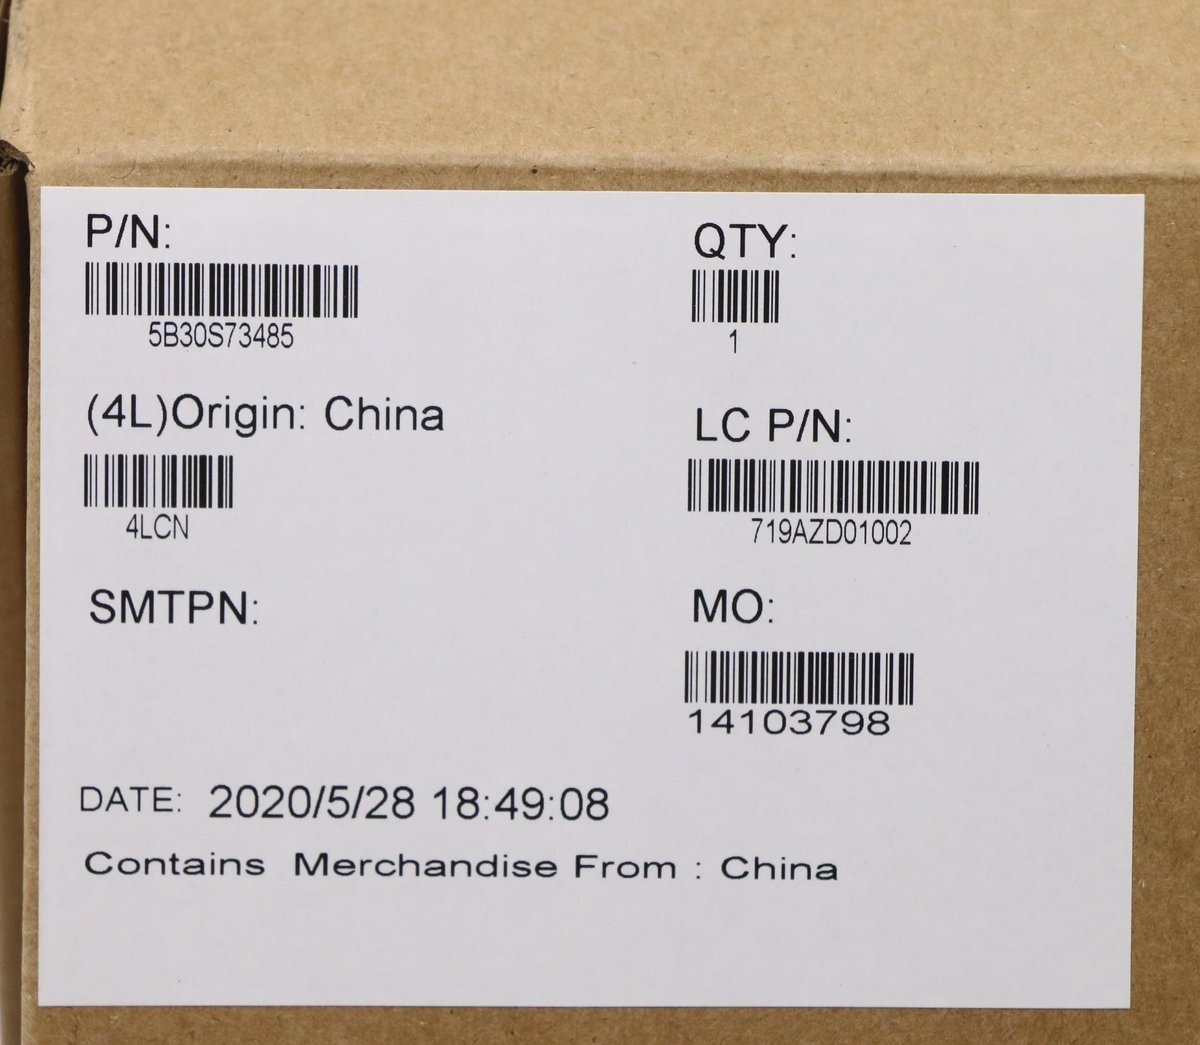 P/N:
5B30S73485
QTY:
1
(4L)Origin: China
4LCN
LC P/N:
719AZD01002
SMTPN:
MO:
14103798
DATE: 2020/5/28 18:49:08
Contains Merchandise From : China